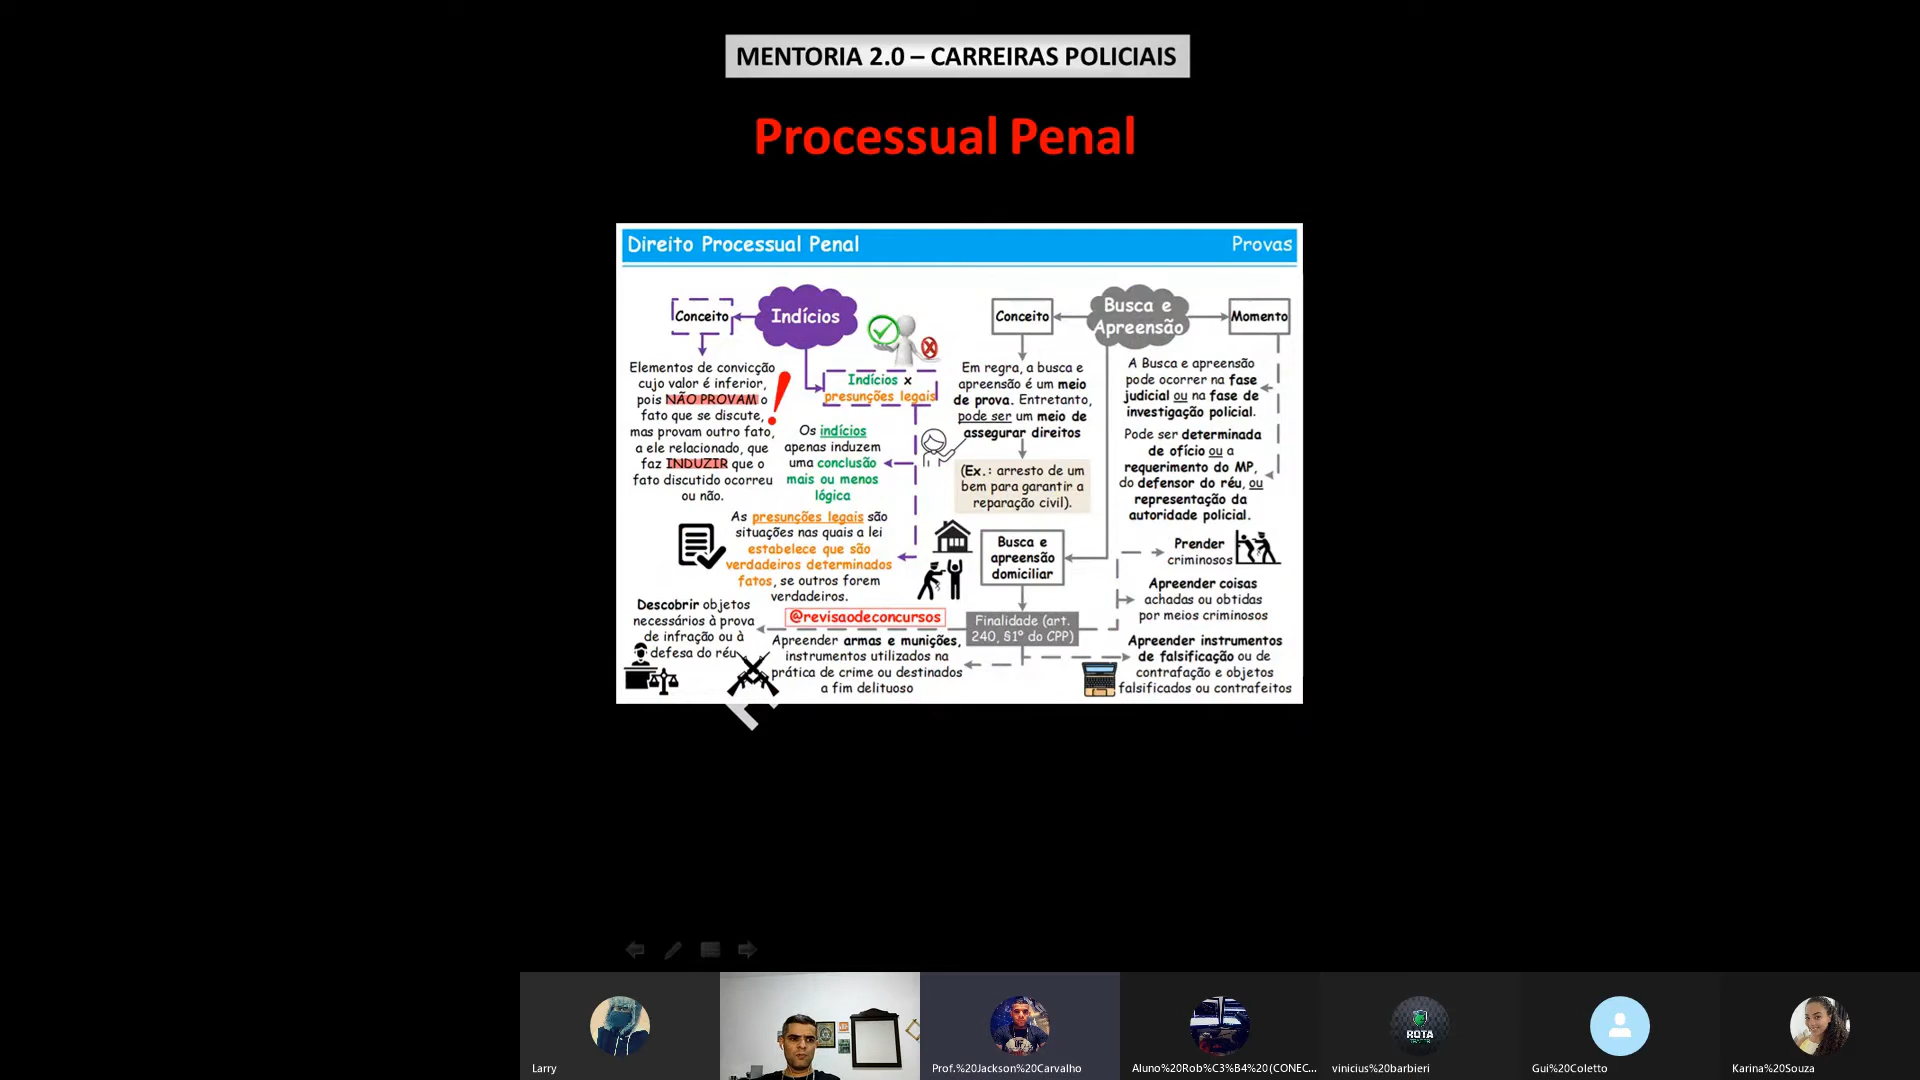 MENTORIA 2.0 – CARREIRAS POLICIAIS
Processual Penal
Direito Processual Penal
Provas
Conceito
Indícios
Elementos de convicção
cujo valor é inferior,
pois NÃO PROVAM o
fato que se discute,
mas provam outro fato,
a ele relacionado, que
faz INDUZIR que o
fato discutido ocorreu
ou não.
Indícios x
presunções legais
Os indícios
apenas induzem
uma conclusão
mais ou menos
lógica
As presunções legais são
situações nas quais a lei
estabelece que são
verdadeiros determinados
fatos, se outros forem
verdadeiros.
Conceito
Busca e
Apreensão
Momento
Em regra, a busca e
apreensão é um meio
de prova. Entretanto,
pode ser um meio de
assegurar direitos
(Ex.: arresto de um
bem para garantir a
reparação civil).
A Busca e apreensão
pode ocorrer na fase
judicial ou na fase de
investigação policial.
Pode ser determinada
de ofício ou a
requerimento do MP,
do defensor do réu, ou
representação da
autoridade policial.
Busca e
apreensão
domiciliar
Finalidade (art.
240, §1º do CPP)
Prender
criminosos
Apreender coisas
achadas ou obtidas
por meios criminosos
Apreender instrumentos
de falsificação ou de
contrafação e objetos
falsificados ou contrafeitos
Descobrir objetos
necessários à prova
de infração ou à
defesa do réu
@revisaodeconcursos
Apreender armas e munições,
instrumentos utilizados na
prática de crime ou destinados
a fim delituoso
ROTA
Larry
Prof.%20Jackson%20Carvalho
Aluno%20Rob%C3%B4%20(CONEC...
vinicius%20barbieri
Gui%20Coletto
Karina%20Souza